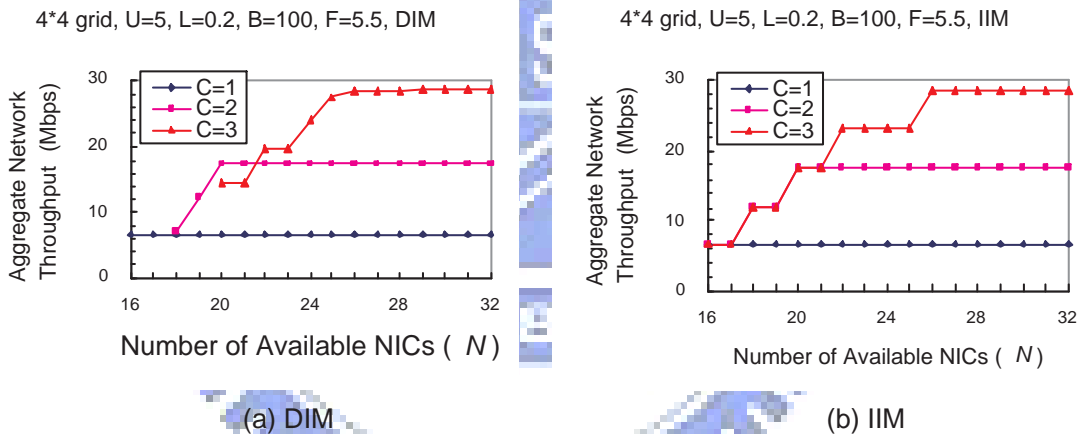 4*4 grid, U=5, L=0.2, B=100, F=5.5, DIM
Aggregate Network
Throughput (Mbps)
30
20
10
0
C=1
C=2
C=3
16
20
24
28
32
Number of Available NICs ( N)
(a) DIM
4*4 grid, U=5, L=0.2, B=100, F=5.5, IIM
Aggregate Network
Throughput (Mbps)
30
20
10
0
C=1
C=2
C=3
16
20
24
28
32
Number of Available NICs ( N)
(b) IIM